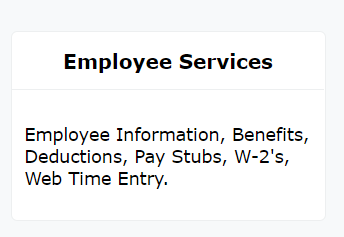 Employee Services
Employee Information, Benefits,
Deductions, Pay Stubs, W-2's,
Web Time Entry.